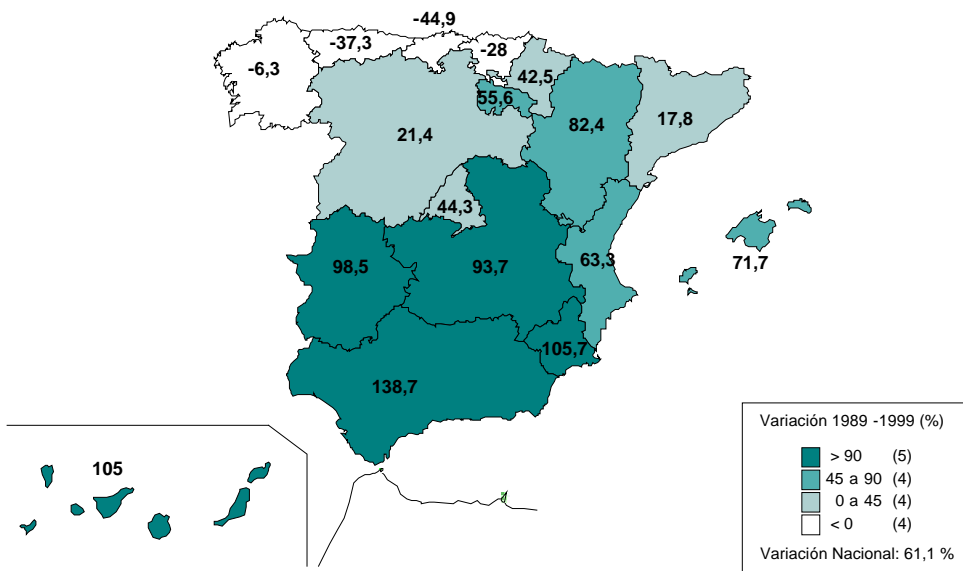 -44,9
-37,3
-28
-6,3
42,5
55,6
82,4
17,8
21,4
44,3
98,5
93,7
63,3
71,7
105,7
138,7
105
Variación 1989 -1999 (%)
> 90 (5)
45 a 90 (4)
0 a 45 (4)
< 0 (4)
Variación Nacional: 61,1 %